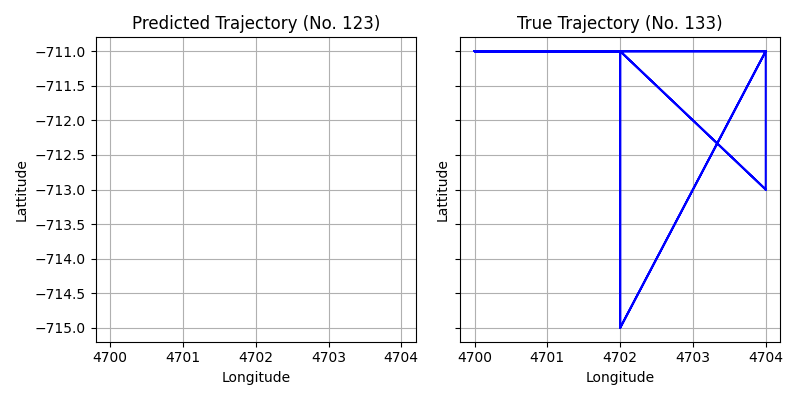 Predicted Trajectory (No. 123)
True Trajectory (No. 133)
−711.0
−711.5
−712.0
−712.5
−713.0
−713.5
−714.0
−714.5
−715.0
Lattitude
Lattitude
4700 4701 4702 4703 4704
4700 4701 4702 4703 4704
Longitude
Longitude